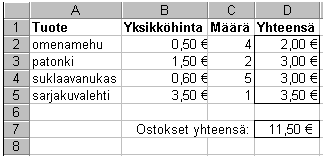 A B C D
1 Tuote Yksikköhinta Määrä Yhteensä
2 omenamehu 0,50 € 4 2,00 €
3 patonki 1,50 € 2 3,00 €
4 suklaavanukas 0,60 € 5 3,00 €
5 sarjakuvalehti 3,50 € 1 3,50 €
6
7 Ostokset yhteensä: 11,50 €
8